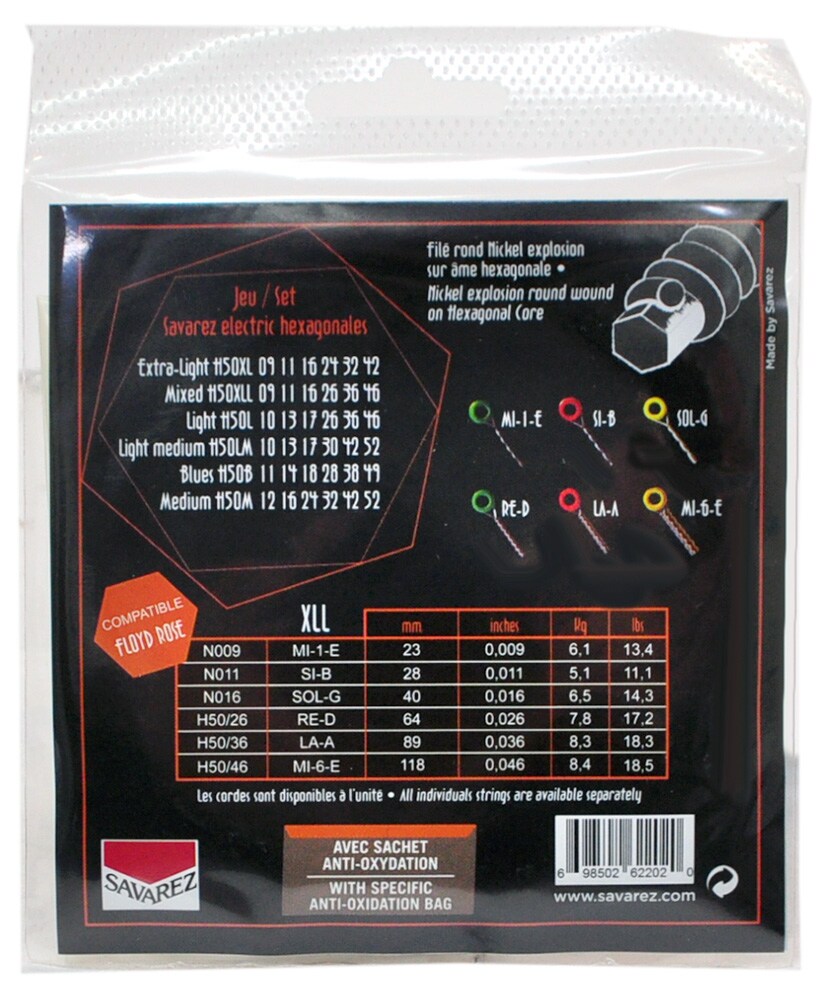 filé rond Nickel explosion
sur âme hexagonale •
Nickel explosion round wound
on Hexagonal Core
Made by Savarez
Jeu / Set
Savarez electric hexagonales
Extra-Light H50XL 09 11 16 24 32 42
Mixed H50XLL 09 11 16 26 36 46
Light H50L 10 13 17 26 36 46
Light medium H50LM 10 13 17 30 42 52
Blues H50B 11 14 18 28 38 49
Medium H50M 12 16 24 32 42 52
MI-1-E SI-B SOL-G
RE-D LA-A MI-6-E
COMPATIBLE
FLOYD ROSE
XLL mm inches Kg lbs
N009 MI-1-E 23 0,009 6,1 13,4
N011 SI-B 28 0,011 5,1 11,1
N016 SOL-G 40 0,016 6,5 14,3
H50/26 RE-D 64 0,026 7,8 17,2
H50/36 LA-A 89 0,036 8,3 18,3
H50/46 MI-6-E 118 0,046 8,4 18,5
Les cordes sont disponibles à l'unité • All individuals strings are available separately
SAVAREZ
AVEC SACHET
ANTI-OXYDATION
WITH SPECIFIC
ANTI-OXIDATION BAG
6 98502 62202 0
www.savarez.com